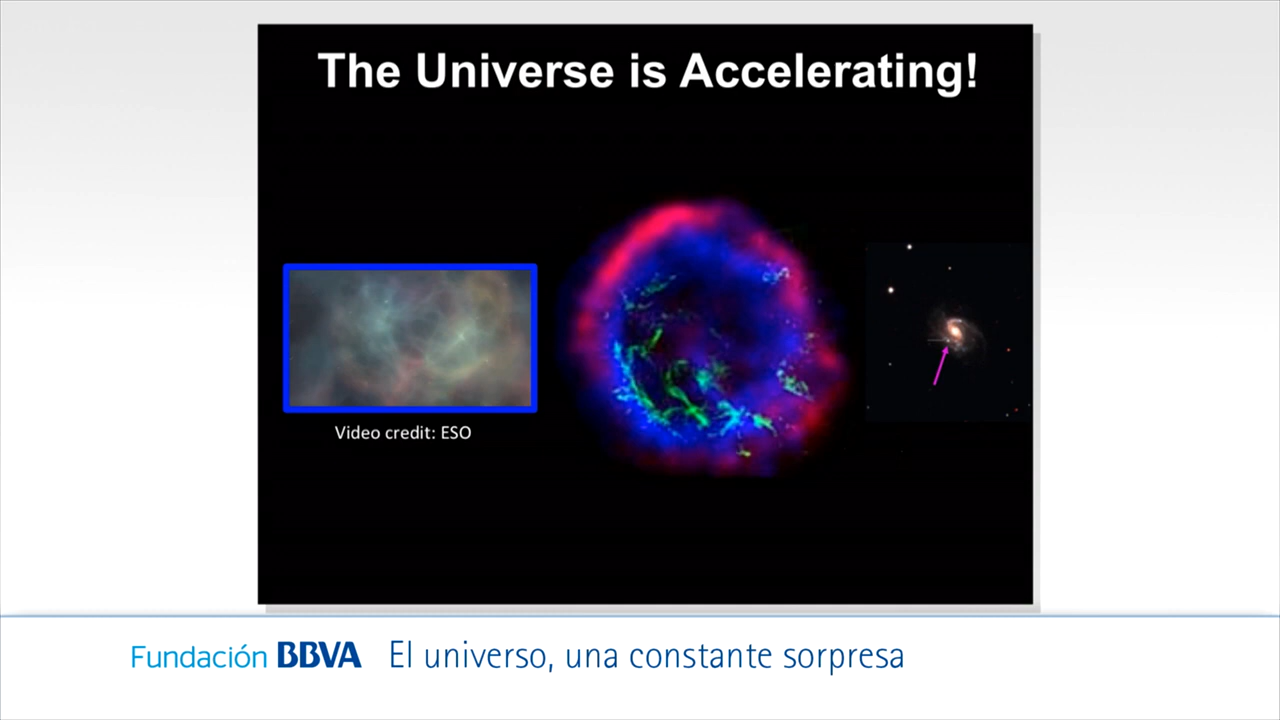 The Universe is Accelerating!
Video credit: ESO
Fundación BBVA El universo, una constante sorpresa